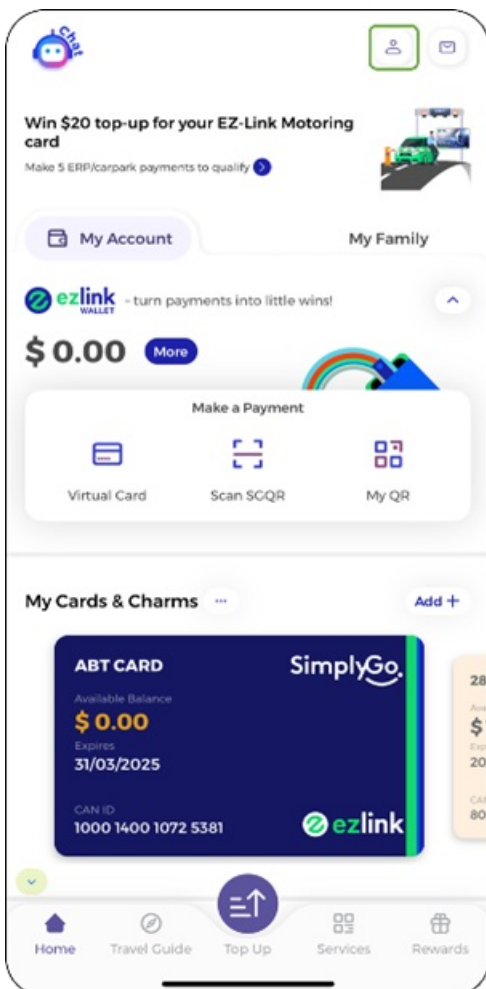 Chat
Win $20 top-up for your EZ-Link Motoring
card
Make 5 ERP/carpark payments to qualify
My Account
My Family
ezlink
WALLET
- turn payments into little wins!
$ 0.00
More
Make a Payment
Virtual Card
Scan SGQR
My QR
My Cards & Charms ...
Add +
ABT CARD
SimplyGo.
Available Balance
$ 0.00
Expires
31/03/2025
CAN ID
1000 1400 1072 5381
ezlink
28
$
20
80
Home
Travel Guide
Top Up
Services
Rewards